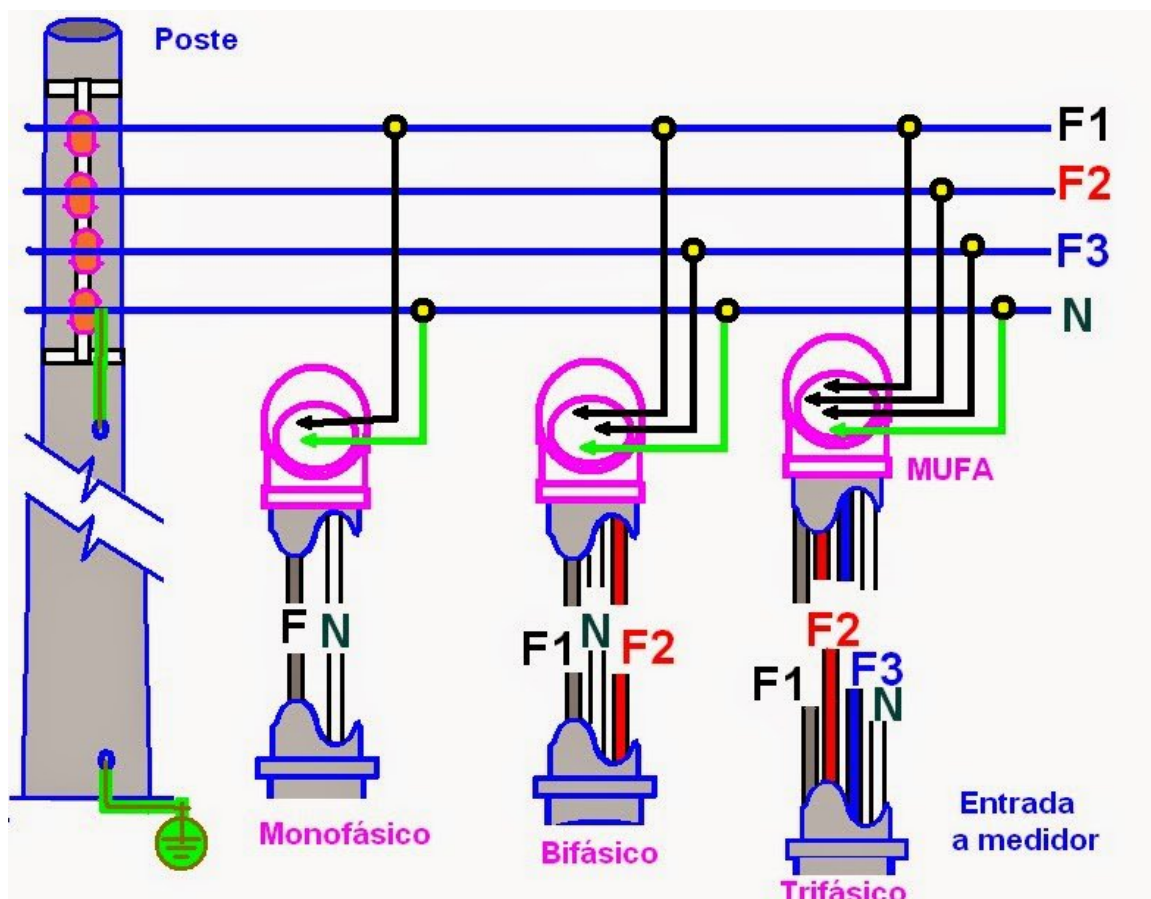 Poste
F1
F2
F3
N
MUFA
F N
F1 N F2
F2
F1 F3
N
Monofásico
Bifásico
Trifásico
Entrada
a medidor